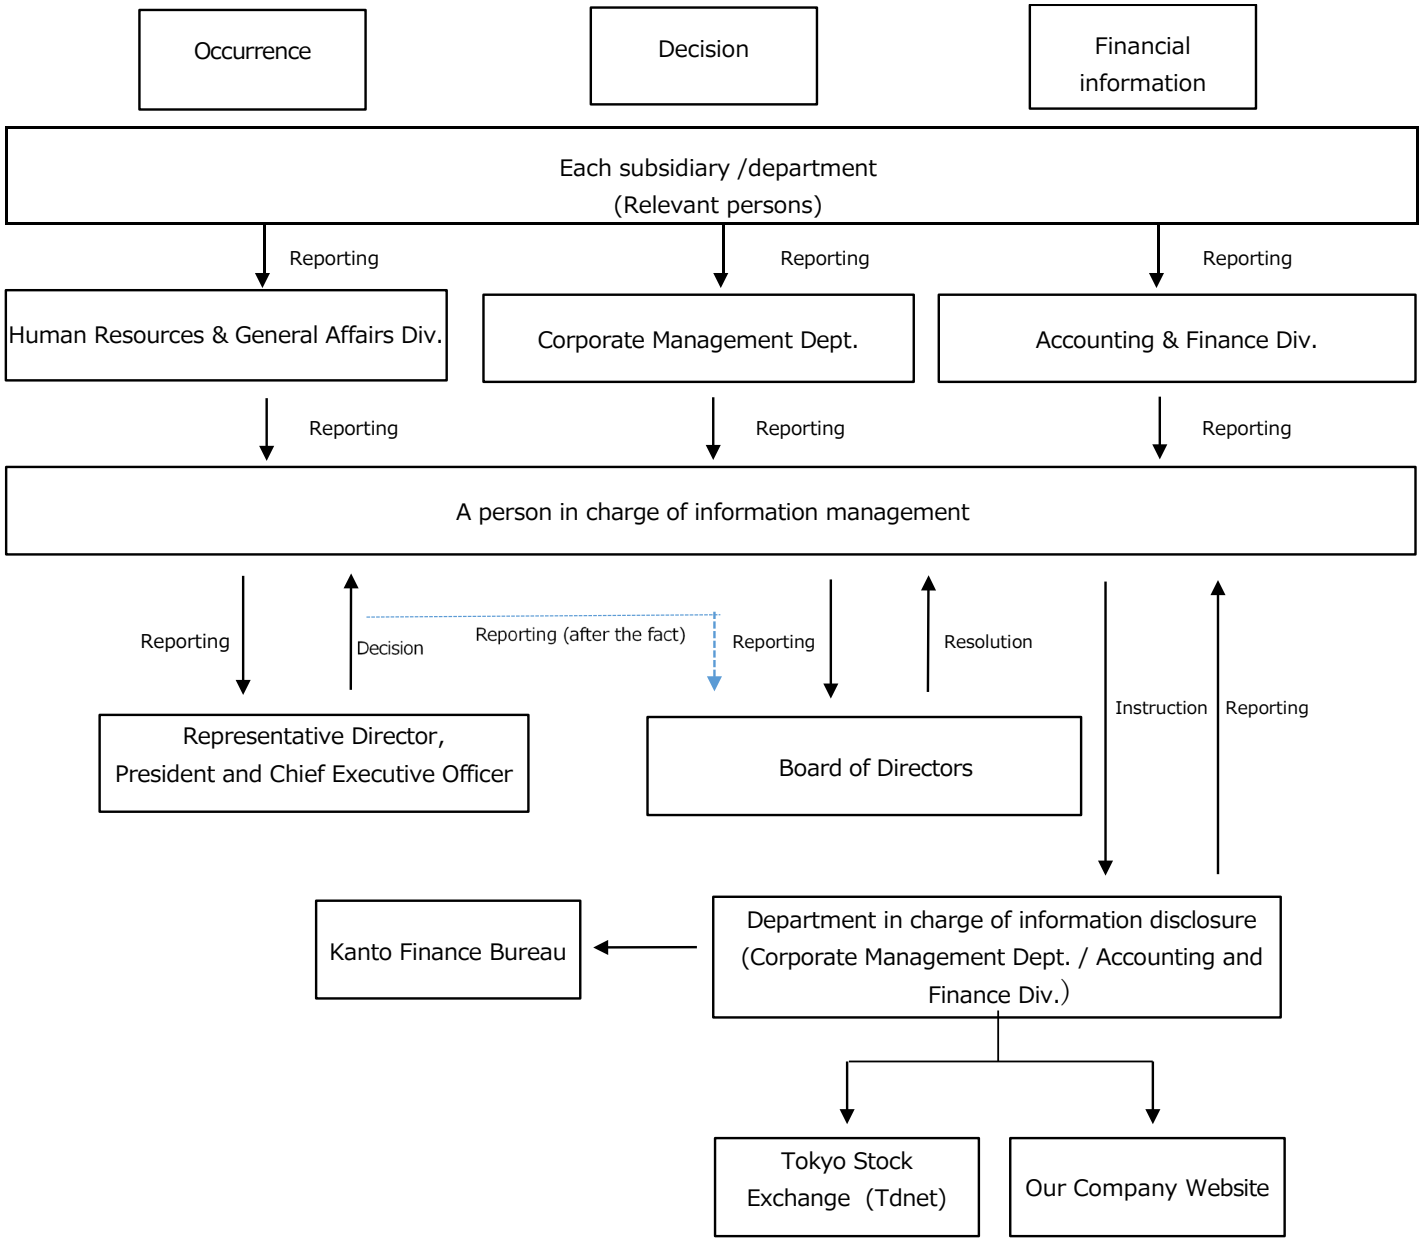 Occurrence
Decision
Financial
information
Each subsidiary /department
(Relevant persons)
Reporting
Reporting
Reporting
Human Resources & General Affairs Div.
Corporate Management Dept.
Accounting & Finance Div.
Reporting
Reporting
Reporting
A person in charge of information management
Reporting
Decision
Reporting (after the fact)
Reporting
Resolution
Instruction
Reporting
Representative Director,
President and Chief Executive Officer
Board of Directors
Kanto Finance Bureau
Department in charge of information disclosure
(Corporate Management Dept. / Accounting and
Finance Div.)
Tokyo Stock
Exchange (Tdnet)
Our Company Website